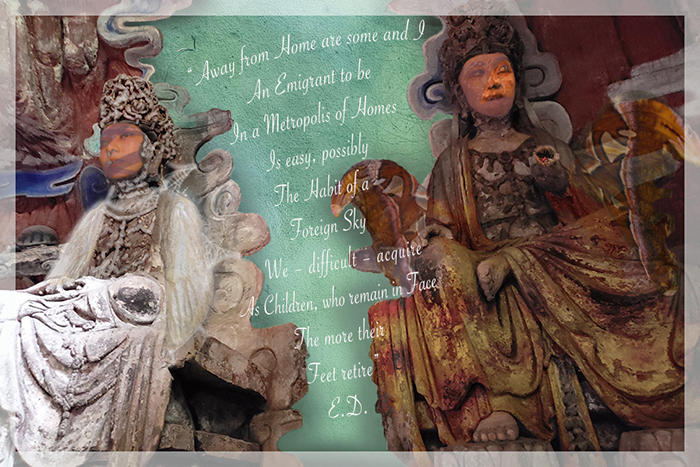 “Away from Home are some and I
An Emigrant to be
In a Metropolis of Homes
Is easy, possibly
The Habit of a
Foreign Sky
We – difficult – acquire
As Children, who remain in Face
The more their
Feet retire”
E.D.